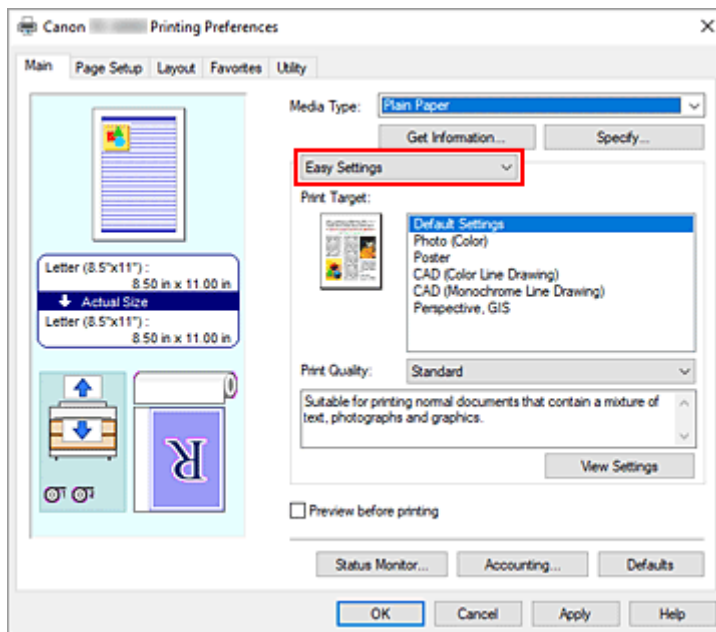 Canon Printing Preferences
Main Page Setup Layout Favorites Utility
Media Type: Plain Paper
Get Information... Specify...
Easy Settings
Print Target:
Default Settings
Photo (Color)
Poster
CAD (Color Line Drawing)
CAD (Monochrome Line Drawing)
Perspective, GIS
Letter (8.5"x11") :
8.50 in x 11.00 in
Actual Size
Letter (8.5"x11") :
8.50 in x 11.00 in
Print Quality: Standard
Suitable for printing normal documents that contain a mixture of
text, photographs and graphics.
View Settings
R
Preview before printing
Status Monitor... Accounting... Defaults
OK Cancel Apply Help